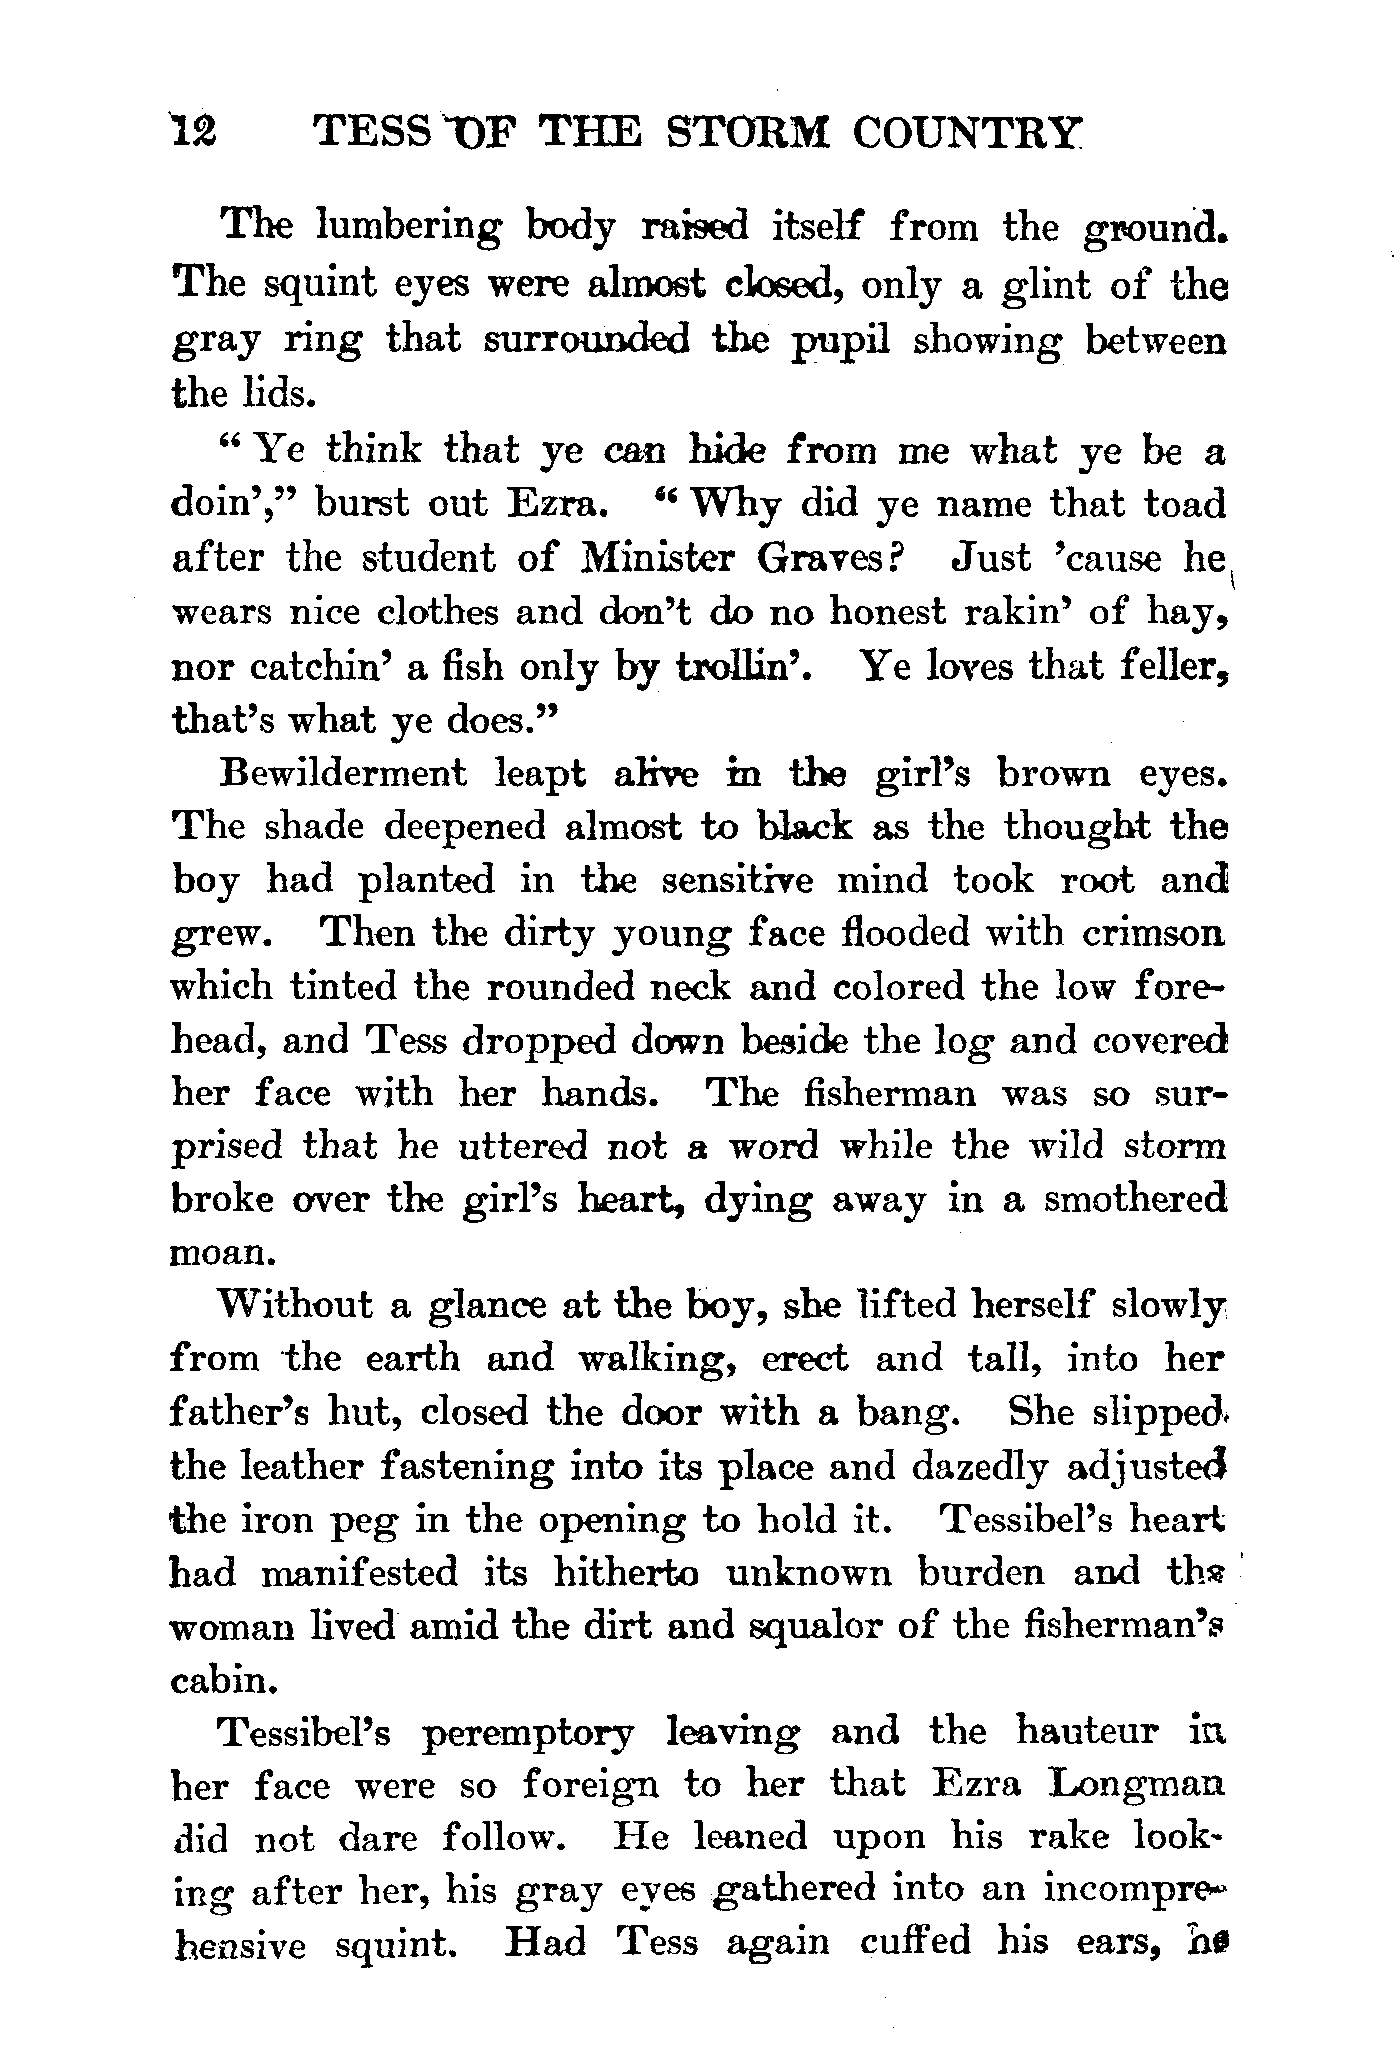 12 TESS OF THE STORM COUNTRY
The lumbering body raised itself from the ground.
The squint eyes were almost closed, only a glint of the
gray ring that surrounded the pupil showing between
the lids.
“ Ye think that ye can hide from me what ye be a
doin’,” burst out Ezra. “ Why did ye name that toad
after the student of Minister Graves? Just ’cause he
wears nice clothes and don’t do no honest rakin’ of hay,
nor catchin’ a fish only by trollin’. Ye loves that feller,
that’s what ye does.”
Bewilderment leapt alive in the girl’s brown eyes.
The shade deepened almost to black as the thought the
boy had planted in the sensitive mind took root and
grew. Then the dirty young face flooded with crimson
which tinted the rounded neck and colored the low fore-
head, and Tess dropped down beside the log and covered
her face with her hands. The fisherman was so sur-
prised that he uttered not a word while the wild storm
broke over the girl’s heart, dying away in a smothered
moan.
Without a glance at the boy, she lifted herself slowly
from the earth and walking, erect and tall, into her
father’s hut, closed the door with a bang. She slipped
the leather fastening into its place and dazedly adjusted
the iron peg in the opening to hold it. Tessibel’s heart
had manifested its hitherto unknown burden and the
woman lived amid the dirt and squalor of the fisherman’s
cabin.
Tessibel’s peremptory leaving and the hauteur in
her face were so foreign to her that Ezra Longman
did not dare follow. He leaned upon his rake look-
ing after her, his gray eyes gathered into an incompre-
hensive squint. Had Tess again cuffed his ears, he